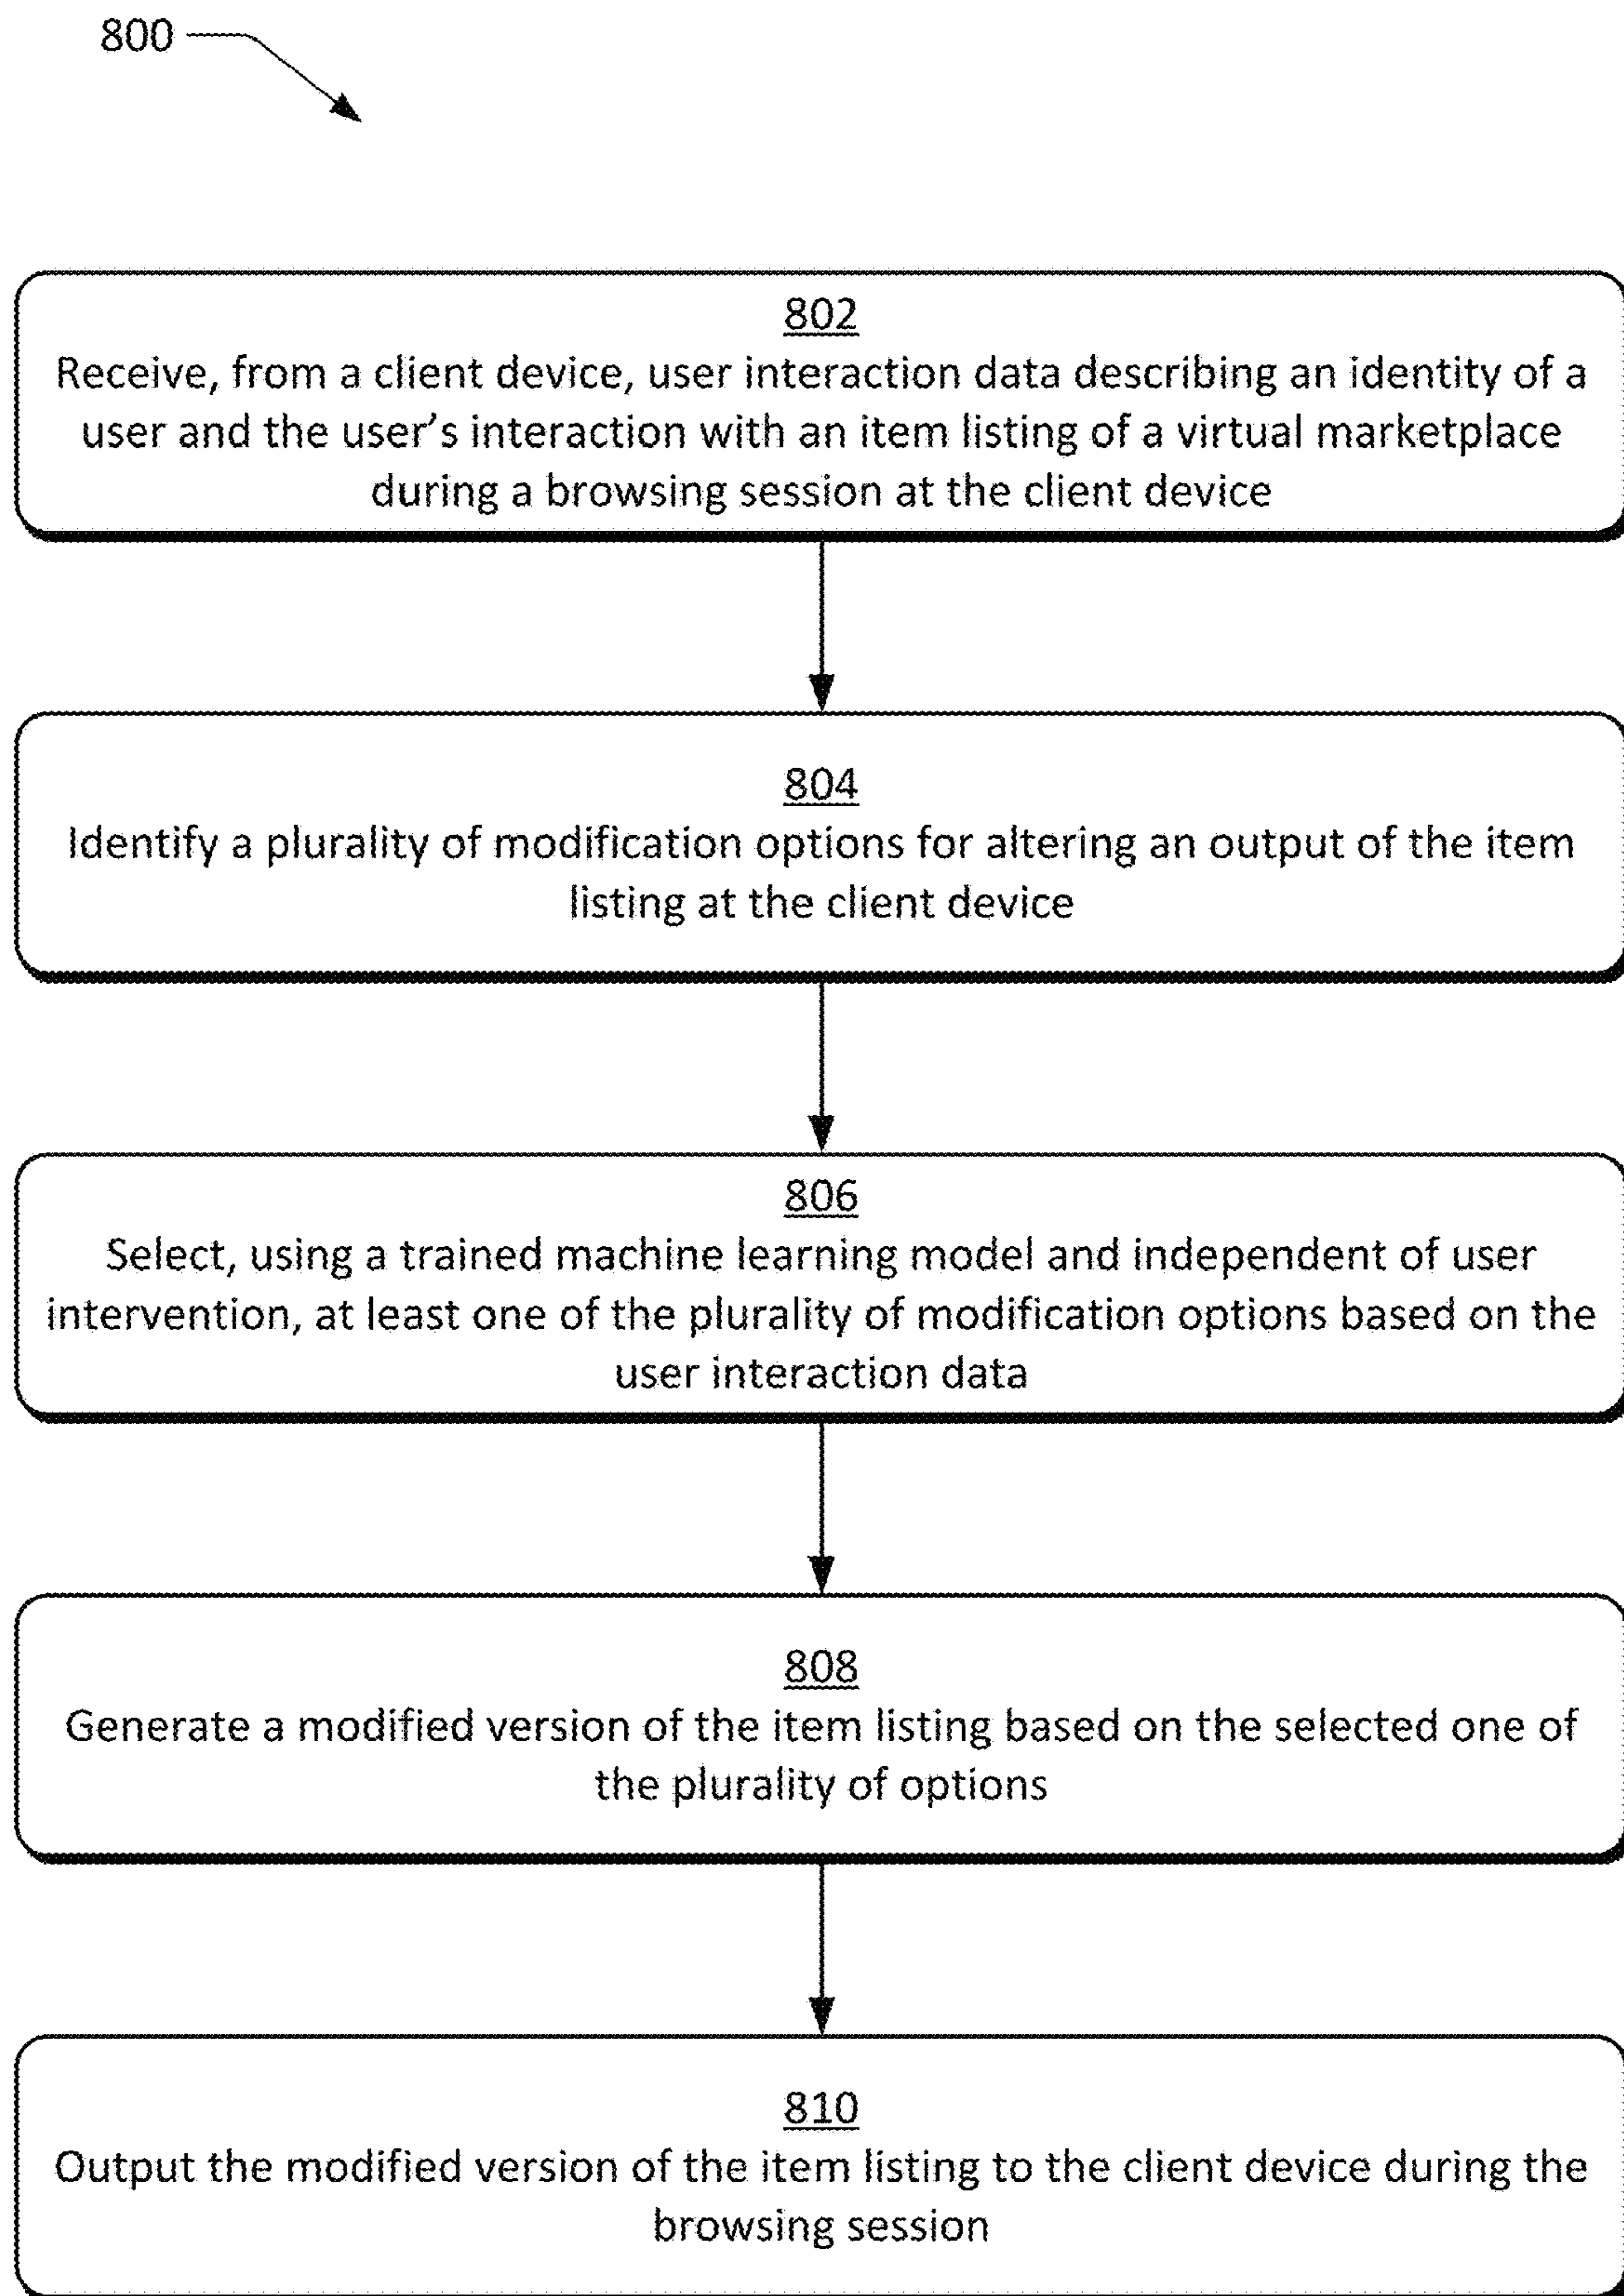 800
802
Receive, from a client device, user interaction data describing an identity of a
user and the user’s interaction with an item listing of a virtual marketplace
during a browsing session at the client device
804
Identify a plurality of modification options for altering an output of the item
listing at the client device
806
Select, using a trained machine learning model and independent of user
intervention, at least one of the plurality of modification options based on the
user interaction data
808
Generate a modified version of the item listing based on the selected one of
the plurality of options
810
Output the modified version of the item listing to the client device during the
browsing session